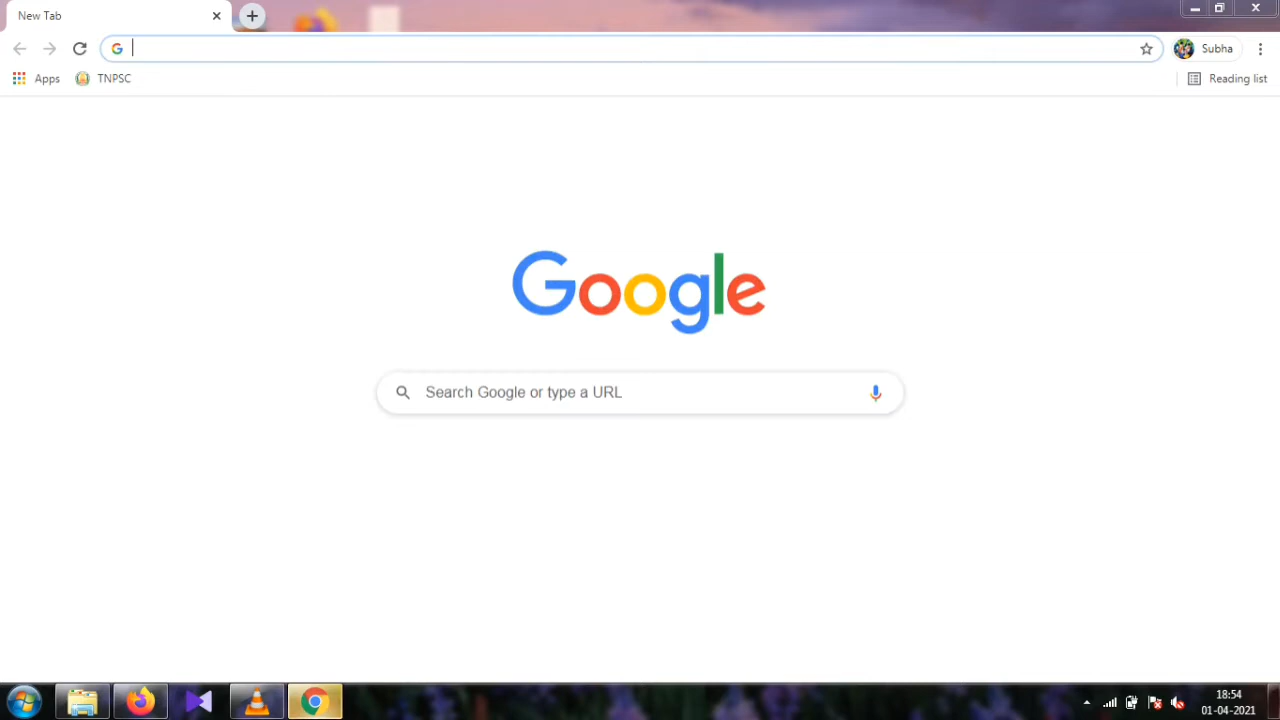 New Tab
Subha
Apps TNPSC Reading list
Google
Search Google or type a URL
18:54
01-04-2021